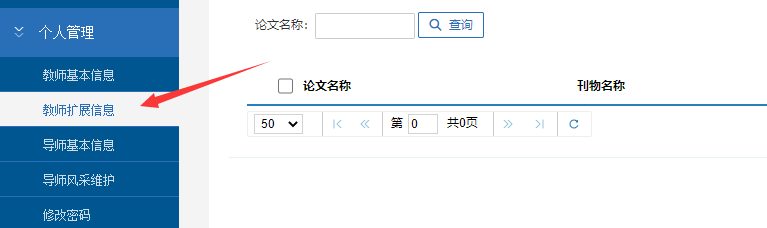 个人管理
教师基本信息
教师扩展信息
导师基本信息
导师风采维护
修改密码
论文名称： 查询
论文名称 刊物名称
50 第 0 共0页